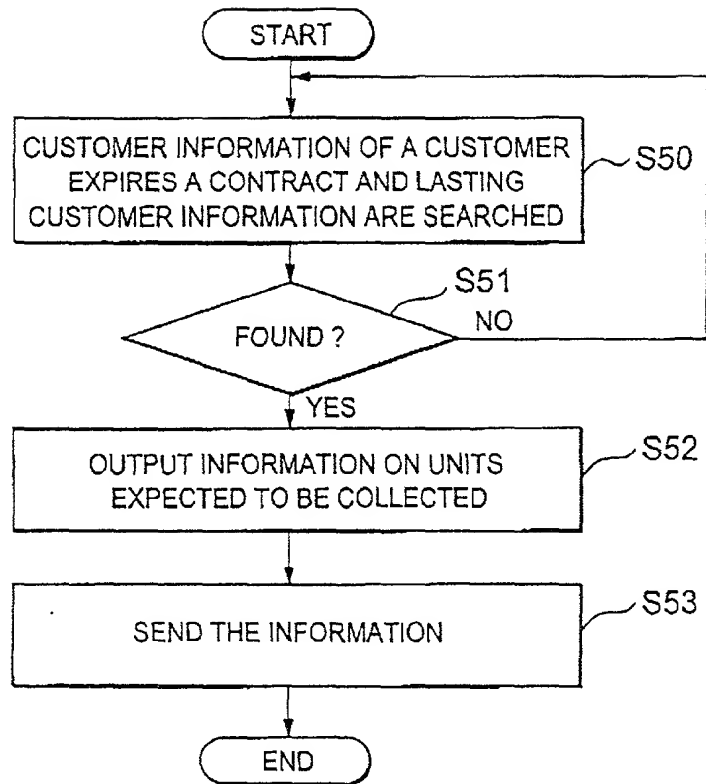 START
CUSTOMER INFORMATION OF A CUSTOMER
EXPIRES A CONTRACT AND LASTING
CUSTOMER INFORMATION ARE SEARCHED
S50
S51
FOUND ?
NO
YES
OUTPUT INFORMATION ON UNITS
EXPECTED TO BE COLLECTED
S52
SEND THE INFORMATION
S53
END